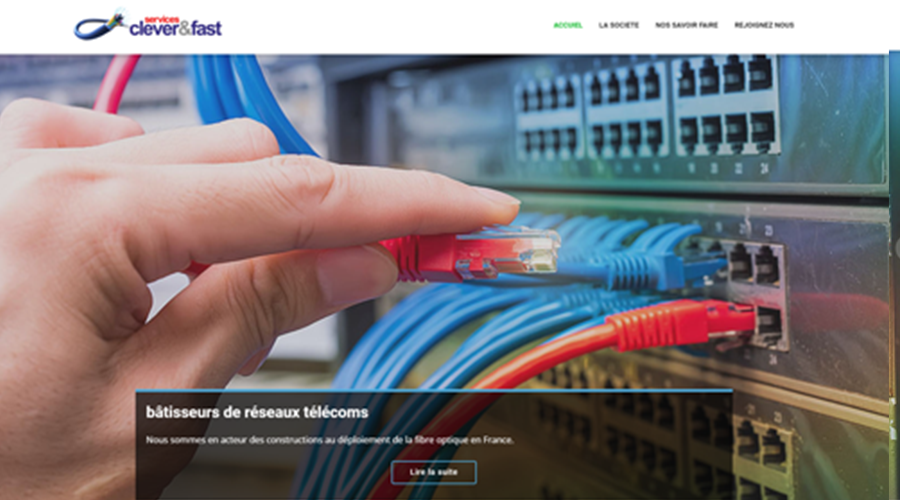 services
clever&fast
ACCUEIL LA SOCIETE NOS SAVOIR FAIRE REJOIGNEZ NOUS
bâtisseurs de réseaux télécoms
Nous sommes en acteur des constructions au déploiement de la fibre optique en France.
Lire la suite